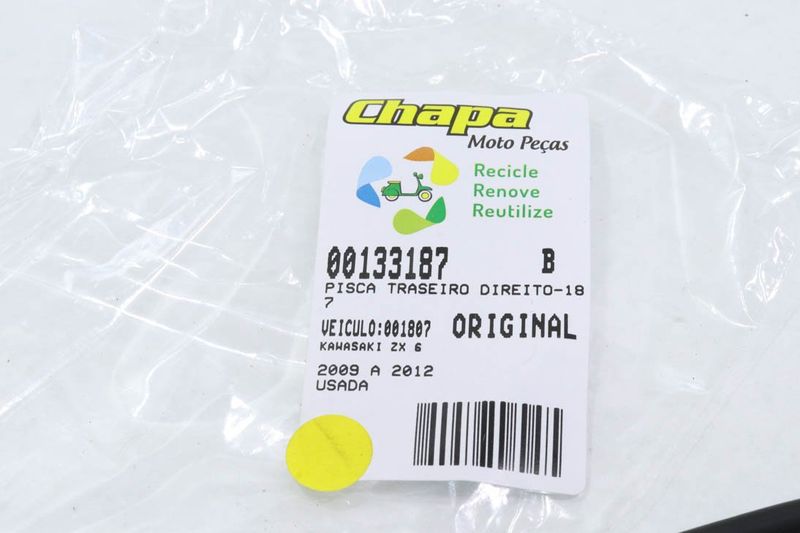 Chapa
Moto Peças
Recicle
Renove
Reutilize
00133187 B
PISCA TRASEIRO DIREITO-18
7
VEICULO:001807 ORIGINAL
KAWASAKI ZX 6
2009 A 2012
USADA